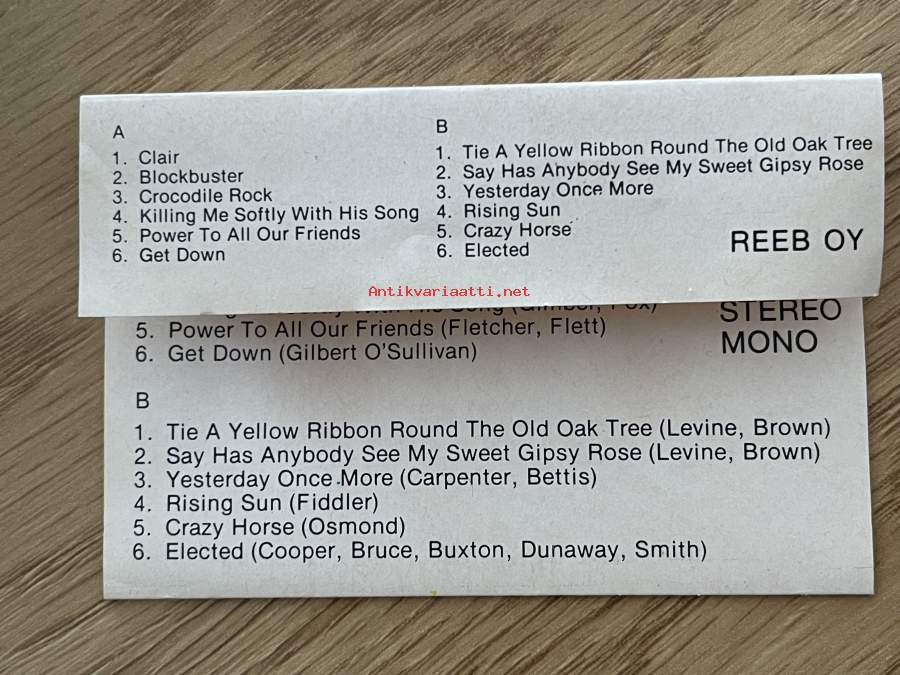 A
1. Clair
2. Blockbuster
3. Crocodile Rock
4. Killing Me Softly With His Song
5. Power To All Our Friends
6. Get Down
B
1. Tie A Yellow Ribbon Round The Old Oak Tree
2. Say Has Anybody See My Sweet Gipsy Rose
3. Yesterday Once More
4. Rising Sun
5. Crazy Horse
6. Elected
REEB OY
Antikvariaatti.net
With His Song (Gimbel, Fox)
5. Power To All Our Friends (Fletcher, Flett)
6. Get Down (Gilbert O'Sullivan)
STEREO
MONO
B
1. Tie A Yellow Ribbon Round The Old Oak Tree (Levine, Brown)
2. Say Has Anybody See My Sweet Gipsy Rose (Levine, Brown)
3. Yesterday Once More (Carpenter, Bettis)
4. Rising Sun (Fiddler)
5. Crazy Horse (Osmond)
6. Elected (Cooper, Bruce, Buxton, Dunaway, Smith)